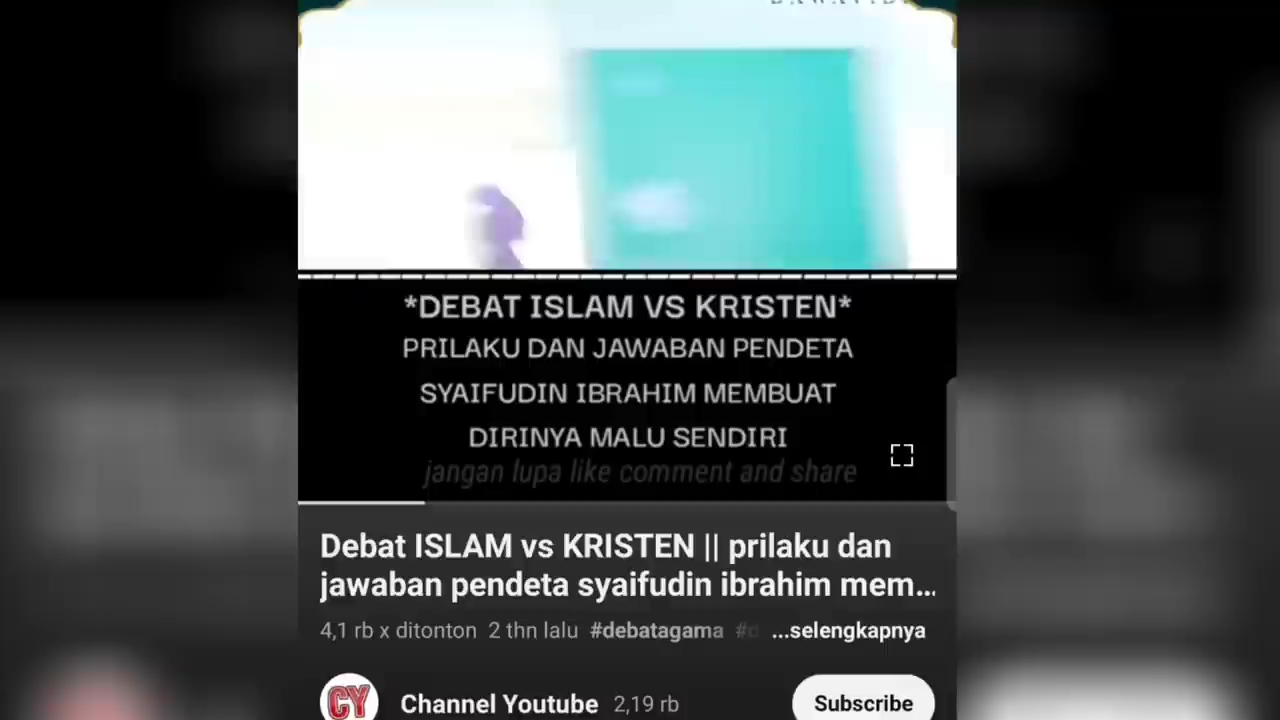 *DEBAT ISLAM VS KRISTEN*
PRILAKU DAN JAWABAN PENDETA
SYAIFUDIN IBRAHIM MEMBUAT
DIRINYA MALU SENDIRI
jangan lupa like comment and share
Debat ISLAM vs KRISTEN || prilaku dan
jawaban pendeta syaifudin ibrahim mem…
4,1 rb x ditonton 2 thn lalu #debatagama #d ...selengkapnya
CY Channel Youtube 2,19 rb Subscribe